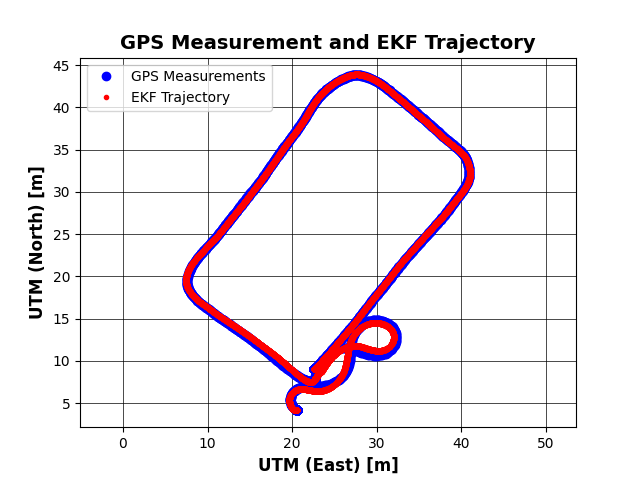 GPS Measurement and EKF Trajectory
GPS Measurements
EKF Trajectory
45
40
35
30
25
20
15
10
5
0 10 20 30 40 50
UTM (North) [m]
UTM (East) [m]